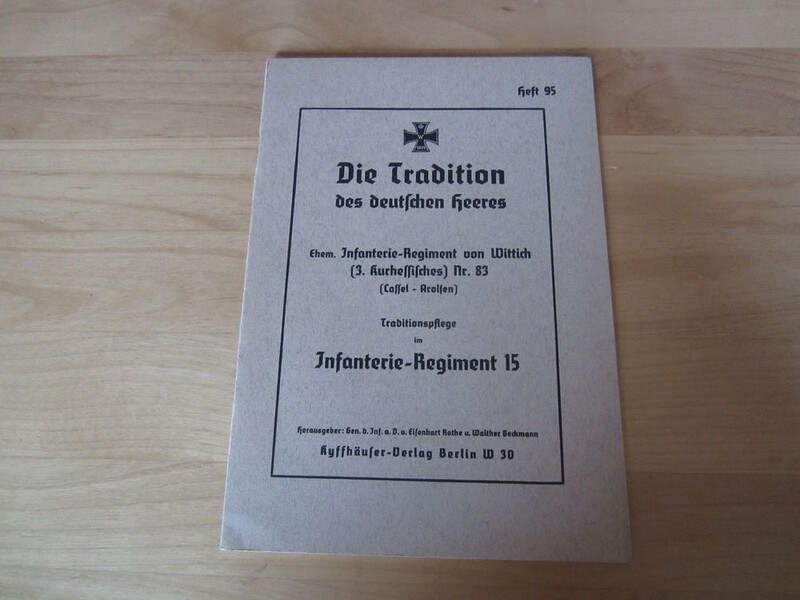 Heft 95
Die Tradition
des deutſchen Heeres
Ehem. Infanterie-Regiment von Wittich
(3. Kurheſſiſches) Nr. 83
(Caſſel - Arolſen)
Traditionspflege
im
Infanterie-Regiment 15
Herausgeber: Gen. d. Inf. a. D. v. Eiſenhart Rothe u. Walther Beckmann
Kyffhäuſer-Verlag Berlin W 30